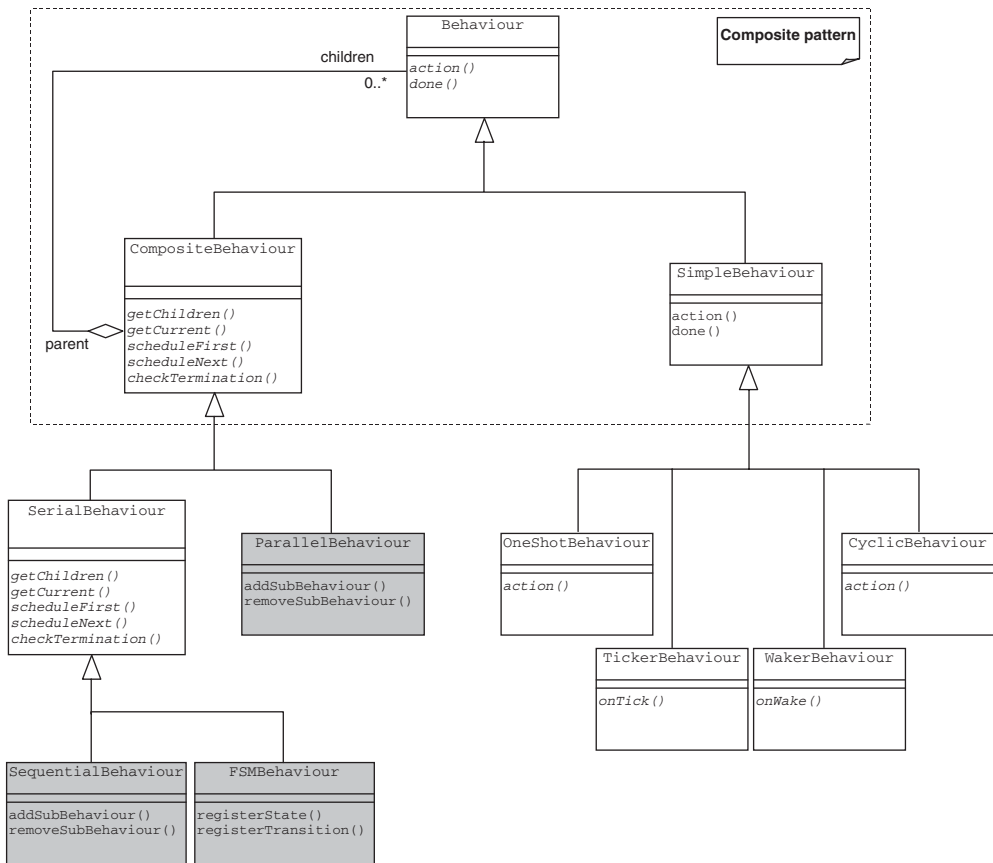 Behaviour
action()
done()
Composite pattern
children
0..*
CompositeBehaviour
getChildren()
getCurrent()
scheduleFirst()
scheduleNext()
checkTermination()
parent
SimpleBehaviour
action()
done()
SerialBehaviour
getChildren()
getCurrent()
scheduleFirst()
scheduleNext()
checkTermination()
ParallelBehaviour
addSubBehaviour()
removeSubBehaviour()
OneShotBehaviour
action()
CyclicBehaviour
action()
TickerBehaviour
onTick()
WakerBehaviour
onWake()
SequentialBehaviour
addSubBehaviour()
removeSubBehaviour()
FSMBehaviour
registerState()
registerTransition()